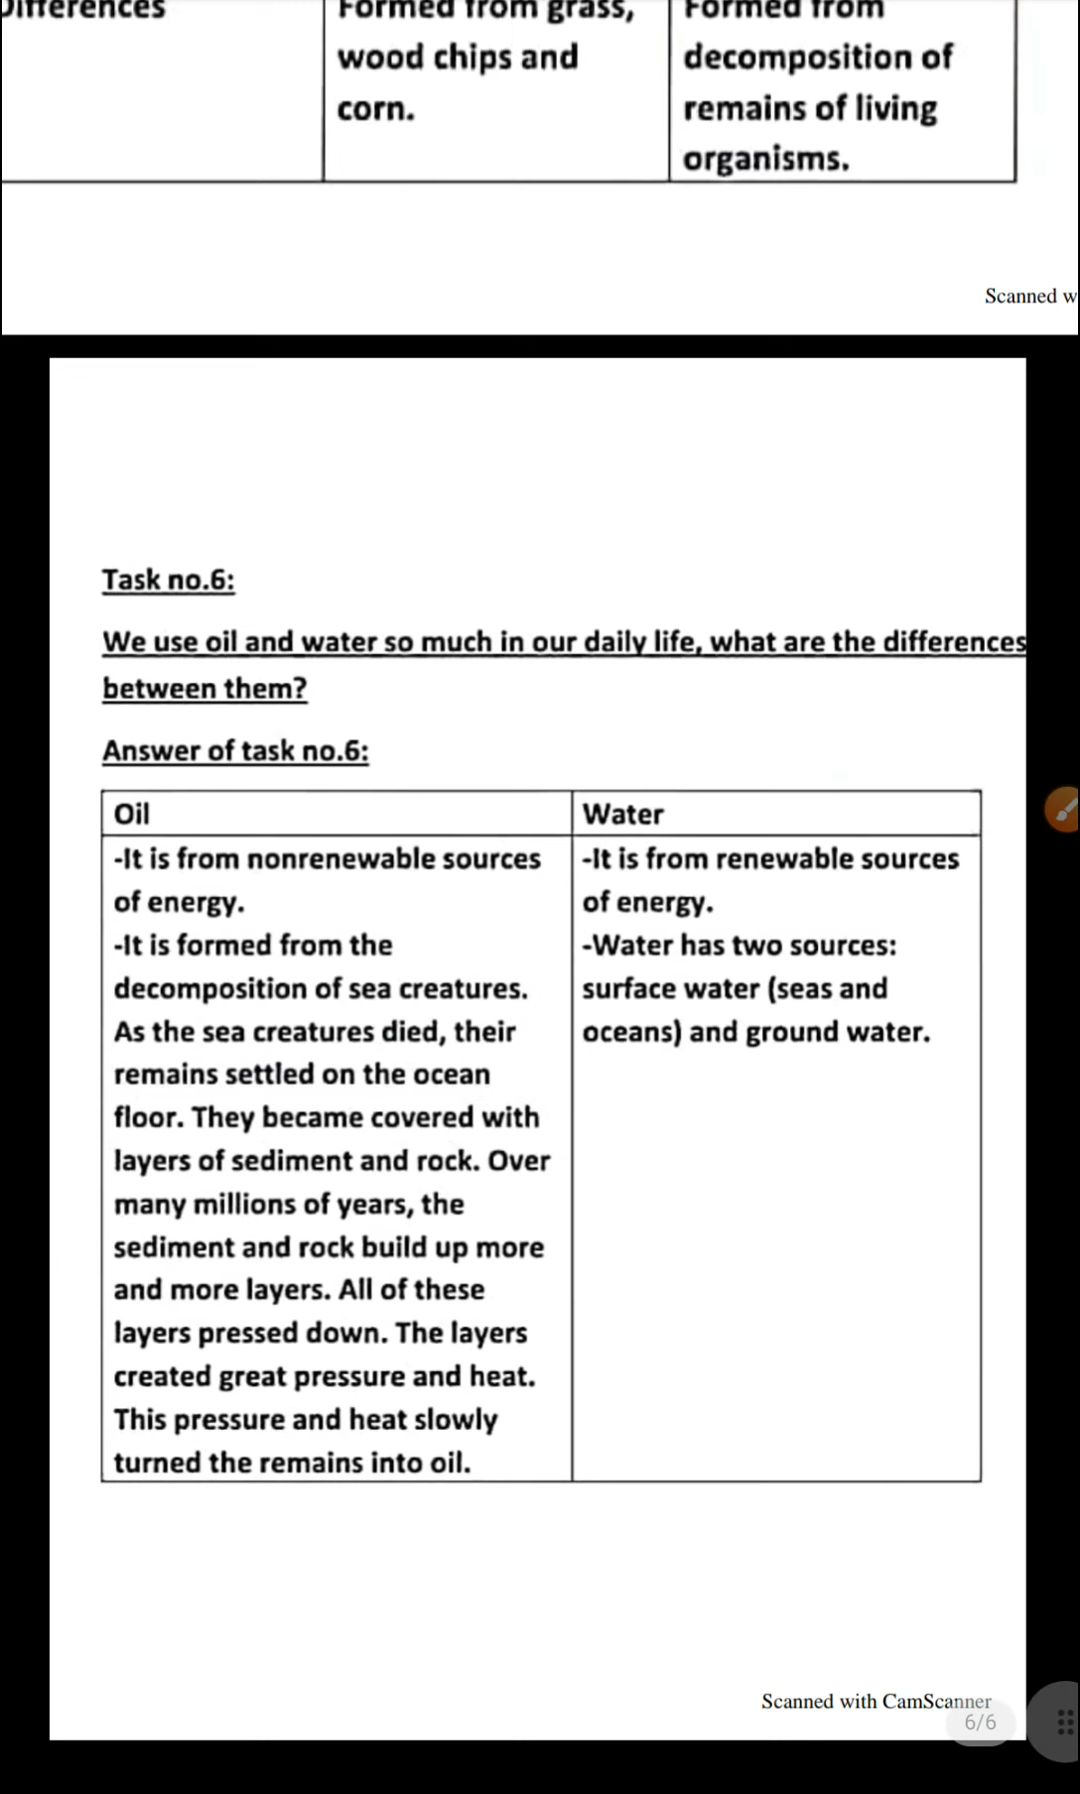 Differences
Formed from grass,
wood chips and
corn.
Formed from
decomposition of
remains of living
organisms.
Scanned w
Task no.6:
We use oil and water so much in our daily life, what are the differences
between them?
Answer of task no.6:
Oil
-It is from nonrenewable sources
of energy.
-It is formed from the
decomposition of sea creatures.
As the sea creatures died, their
remains settled on the ocean
floor. They became covered with
layers of sediment and rock. Over
many millions of years, the
sediment and rock build up more
and more layers. All of these
layers pressed down. The layers
created great pressure and heat.
This pressure and heat slowly
turned the remains into oil.
Water
-It is from renewable sources
of energy.
-Water has two sources:
surface water (seas and
oceans) and ground water.
Scanned with CamScanner
6/6